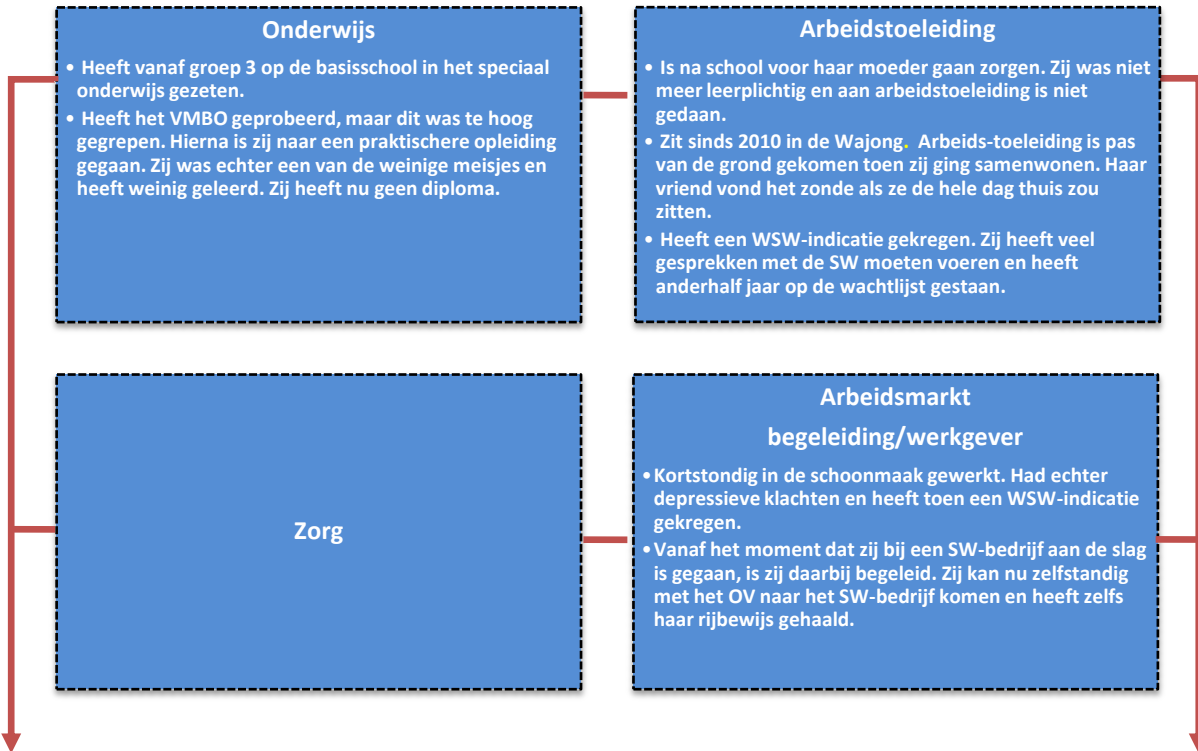 Onderwijs
• Heeft vanaf groep 3 op de basisschool in het speciaal
onderwijs gezeten.
• Heeft het VMBO geprobeerd, maar dit was te hoog
gegrepen. Hierna is zij naar een praktischere opleiding
gegaan. Zij was echter een van de weinige meisjes en
heeft weinig geleerd. Zij heeft nu geen diploma.
Arbeidstoeleiding
• Is na school voor haar moeder gaan zorgen. Zij was niet
meer leerplichtig en aan arbeidstoeleiding is niet
gedaan.
• Zit sinds 2010 in de Wajong. Arbeids-toeleiding is pas
van de grond gekomen toen zij ging samenwonen. Haar
vriend vond het zonde als ze de hele dag thuis zou
zitten.
• Heeft een WSW-indicatie gekregen. Zij heeft veel
gesprekken met de SW moeten voeren en heeft
anderhalf jaar op de wachtlijst gestaan.
Zorg
Arbeidsmarkt
begeleiding/werkgever
• Kortstondig in de schoonmaak gewerkt. Had echter
depressieve klachten en heeft toen een WSW-indicatie
gekregen.
• Vanaf het moment dat zij bij een SW-bedrijf aan de slag
is gegaan, is zij daarbij begeleid. Zij kan nu zelfstandig
met het OV naar het SW-bedrijf komen en heeft zelfs
haar rijbewijs gehaald.